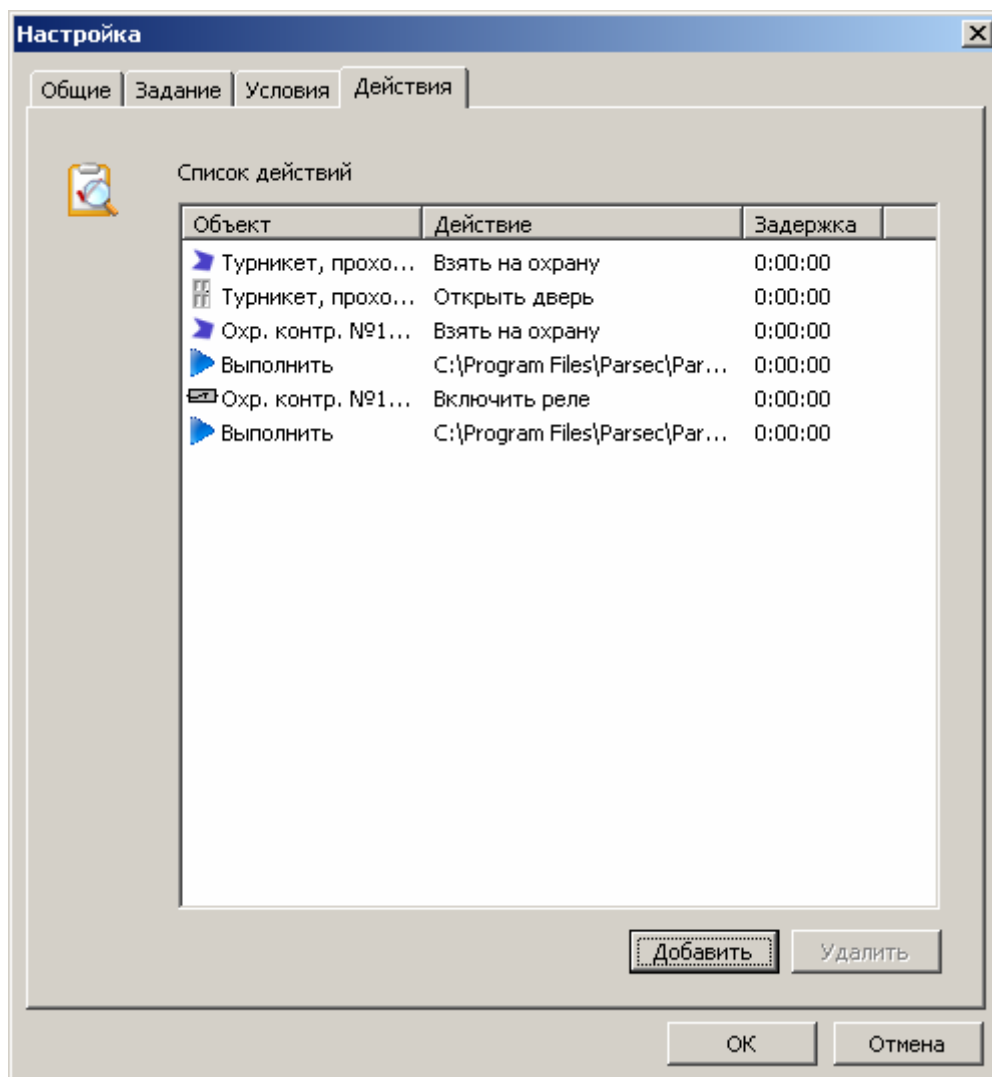 Настройка
Общие Задание Условия Действия
Список действий
Объект Действие Задержка
Турникет, прохо... Взять на охрану 0:00:00
Турникет, прохо... Открыть дверь 0:00:00
Охр. контр. №1... Взять на охрану 0:00:00
Выполнить C:\Program Files\Parsec\Par... 0:00:00
Охр. контр. №1... Включить реле 0:00:00
Выполнить C:\Program Files\Parsec\Par... 0:00:00
Добавить Удалить
ОК Отмена